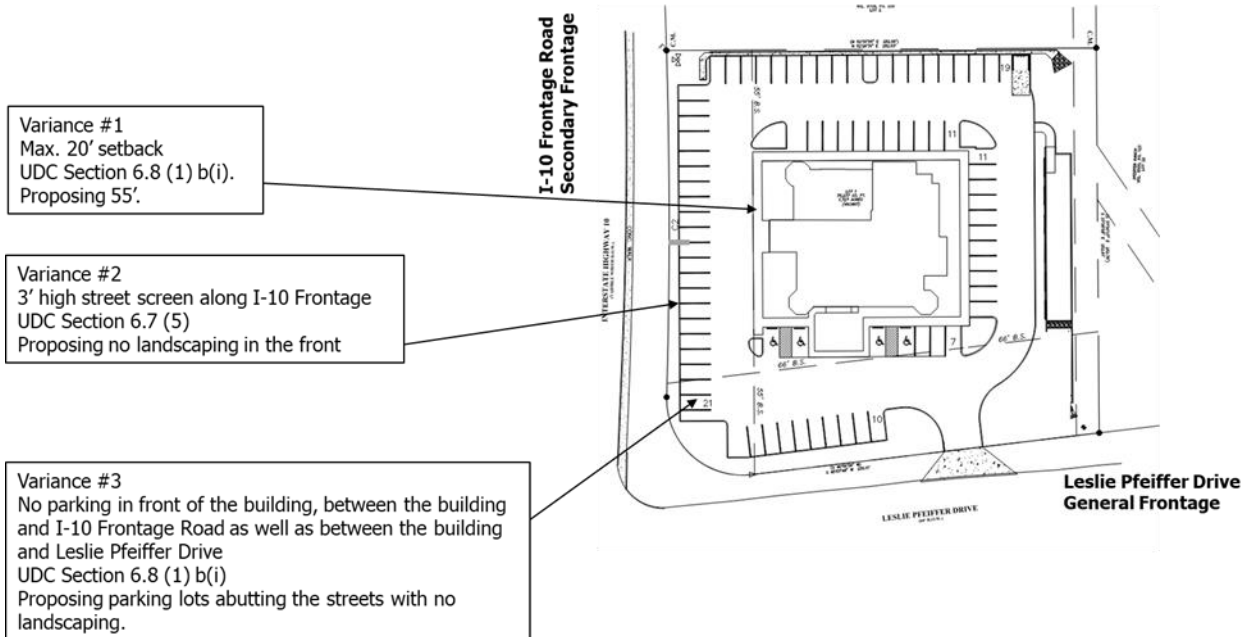 I-10 Frontage Road
Secondary Frontage
Variance #1
Max. 20’ setback
UDC Section 6.8 (1) b(i).
Proposing 55’.
Variance #2
3’ high street screen along I-10 Frontage
UDC Section 6.7 (5)
Proposing no landscaping in the front
Variance #3
No parking in front of the building, between the building
and I-10 Frontage Road as well as between the building
and Leslie Pfeiffer Drive
UDC Section 6.8 (1) b(i)
Proposing parking lots abutting the streets with no
landscaping.
C.M.
C.M.
19
55' B.S.
11
11
INTERSTATE HIGHWAY 10
CONC. WALK
7
66' B.S.
66' B.S.
55' B.S.
21
10
LESLIE PFEIFFER DRIVE
Leslie Pfeiffer Drive
General Frontage